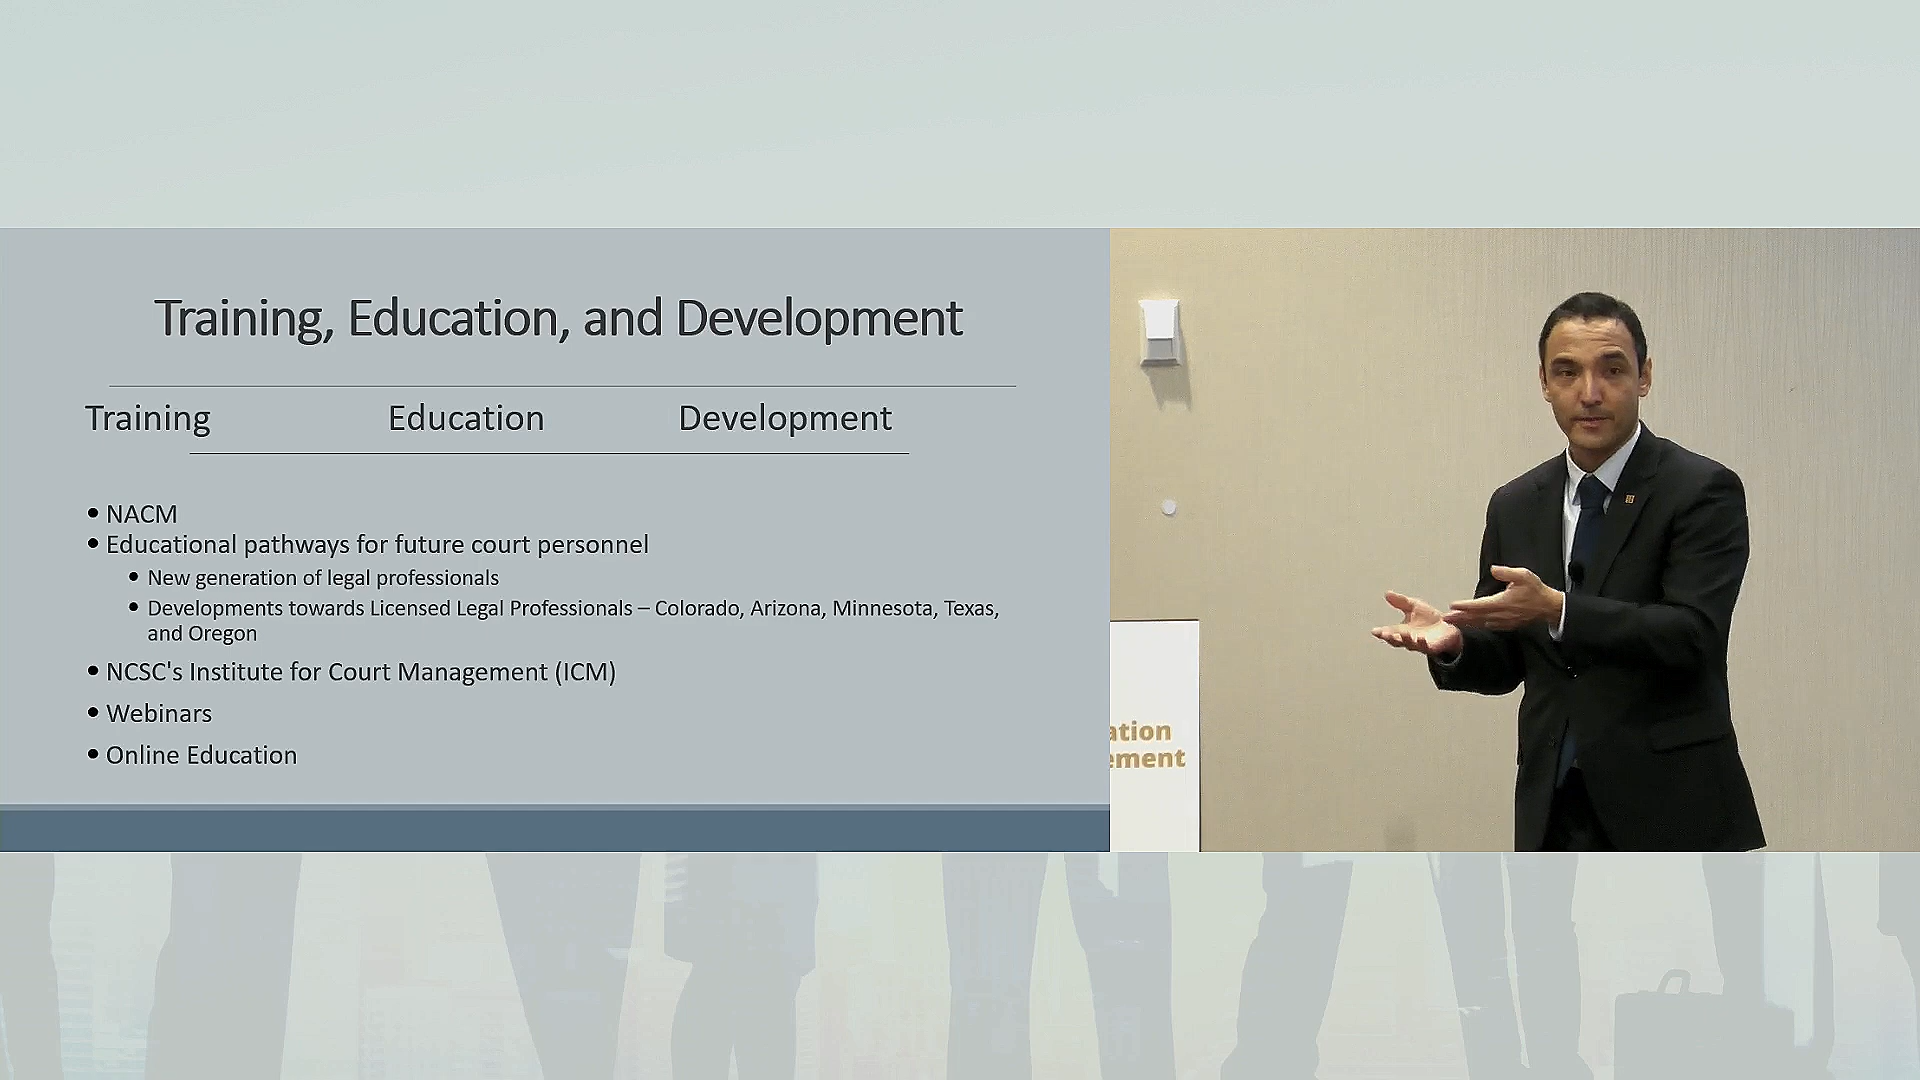 Training, Education, and Development
Training Education Development
• NACM
• Educational pathways for future court personnel
• New generation of legal professionals
• Developments towards Licensed Legal Professionals – Colorado, Arizona, Minnesota, Texas,
and Oregon
• NCSC's Institute for Court Management (ICM)
• Webinars
• Online Education
ation
ement